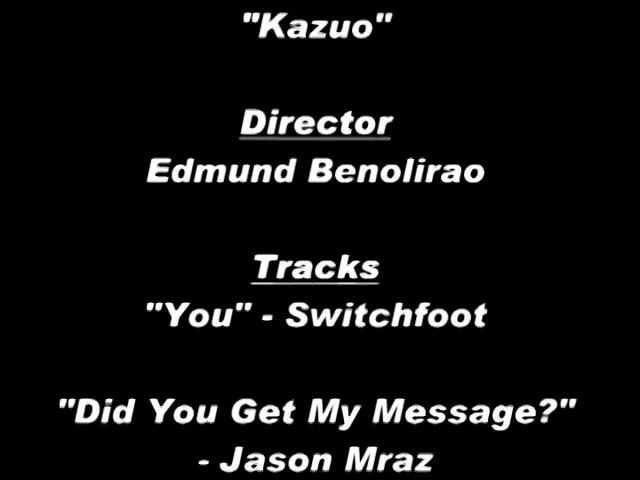 "Kazuo"
Director
Edmund Benolirao
Tracks
"You" - Switchfoot
"Did You Get My Message?"
- Jason Mraz